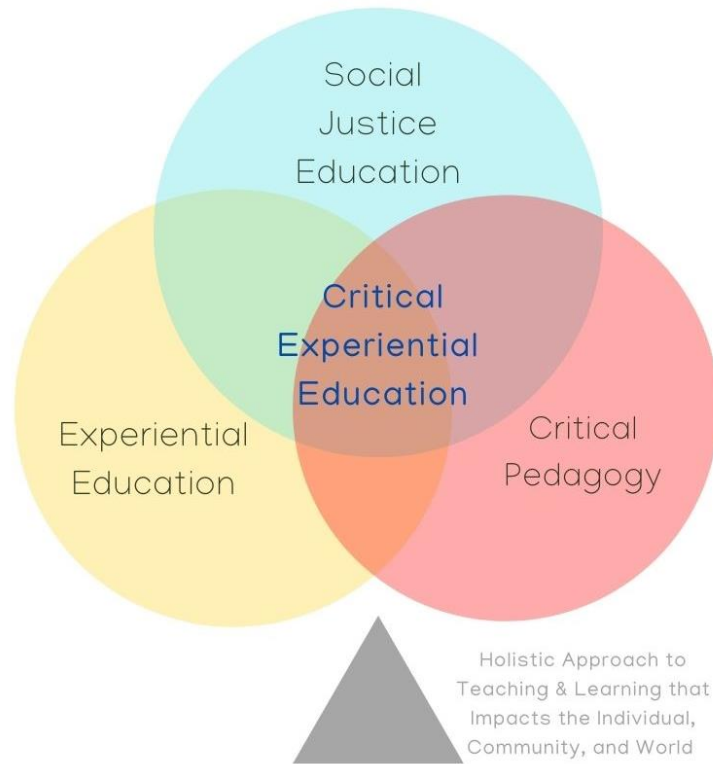 Social
Justice
Education
Critical
Experiential
Education
Experiential
Education
Critical
Pedagogy
Holistic Approach to
Teaching & Learning that
Impacts the Individual,
Community, and World